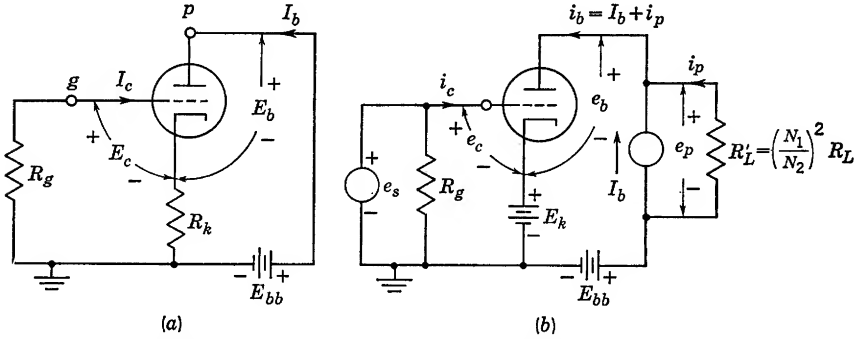 p
I_b
g
I_c
+
E_b
+
E_c
−
−
R_g
R_k
−
+
E_bb
(a)
i_b = I_b + i_p
i_p
i_c
+
e_b
+
e_c
−
−
+
e_p
−
I_b
R'_L = (N_1/N_2)^2 R_L
+
e_s
−
R_g
+
E_k
−
−
+
E_bb
(b)